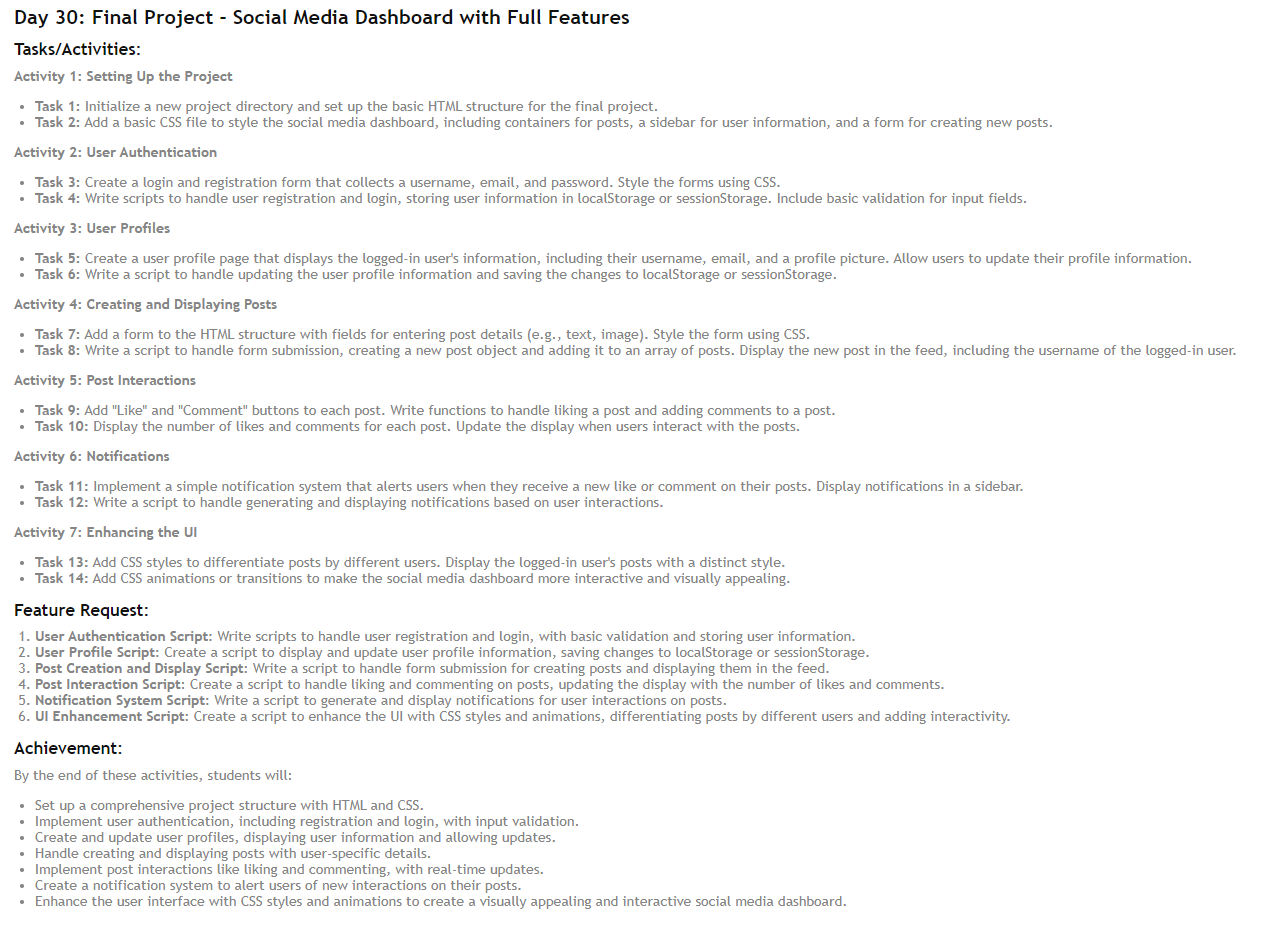 Day 30: Final Project - Social Media Dashboard with Full Features
Tasks/Activities:
Activity 1: Setting Up the Project
• Task 1: Initialize a new project directory and set up the basic HTML structure for the final project.
• Task 2: Add a basic CSS file to style the social media dashboard, including containers for posts, a sidebar for user information, and a form for creating new posts.
Activity 2: User Authentication
• Task 3: Create a login and registration form that collects a username, email, and password. Style the forms using CSS.
• Task 4: Write scripts to handle user registration and login, storing user information in localStorage or sessionStorage. Include basic validation for input fields.
Activity 3: User Profiles
• Task 5: Create a user profile page that displays the logged-in user's information, including their username, email, and a profile picture. Allow users to update their profile information.
• Task 6: Write a script to handle updating the user profile information and saving the changes to localStorage or sessionStorage.
Activity 4: Creating and Displaying Posts
• Task 7: Add a form to the HTML structure with fields for entering post details (e.g., text, image). Style the form using CSS.
• Task 8: Write a script to handle form submission, creating a new post object and adding it to an array of posts. Display the new post in the feed, including the username of the logged-in user.
Activity 5: Post Interactions
• Task 9: Add "Like" and "Comment" buttons to each post. Write functions to handle liking a post and adding comments to a post.
• Task 10: Display the number of likes and comments for each post. Update the display when users interact with the posts.
Activity 6: Notifications
• Task 11: Implement a simple notification system that alerts users when they receive a new like or comment on their posts. Display notifications in a sidebar.
• Task 12: Write a script to handle generating and displaying notifications based on user interactions.
Activity 7: Enhancing the UI
• Task 13: Add CSS styles to differentiate posts by different users. Display the logged-in user's posts with a distinct style.
• Task 14: Add CSS animations or transitions to make the social media dashboard more interactive and visually appealing.
Feature Request:
1. User Authentication Script: Write scripts to handle user registration and login, with basic validation and storing user information.
2. User Profile Script: Create a script to display and update user profile information, saving changes to localStorage or sessionStorage.
3. Post Creation and Display Script: Write a script to handle form submission for creating posts and displaying them in the feed.
4. Post Interaction Script: Create a script to handle liking and commenting on posts, updating the display with the number of likes and comments.
5. Notification System Script: Write a script to generate and display notifications for user interactions on posts.
6. UI Enhancement Script: Create a script to enhance the UI with CSS styles and animations, differentiating posts by different users and adding interactivity.
Achievement:
By the end of these activities, students will:
• Set up a comprehensive project structure with HTML and CSS.
• Implement user authentication, including registration and login, with input validation.
• Create and update user profiles, displaying user information and allowing updates.
• Handle creating and displaying posts with user-specific details.
• Implement post interactions like liking and commenting, with real-time updates.
• Create a notification system to alert users of new interactions on their posts.
• Enhance the user interface with CSS styles and animations to create a visually appealing and interactive social media dashboard.